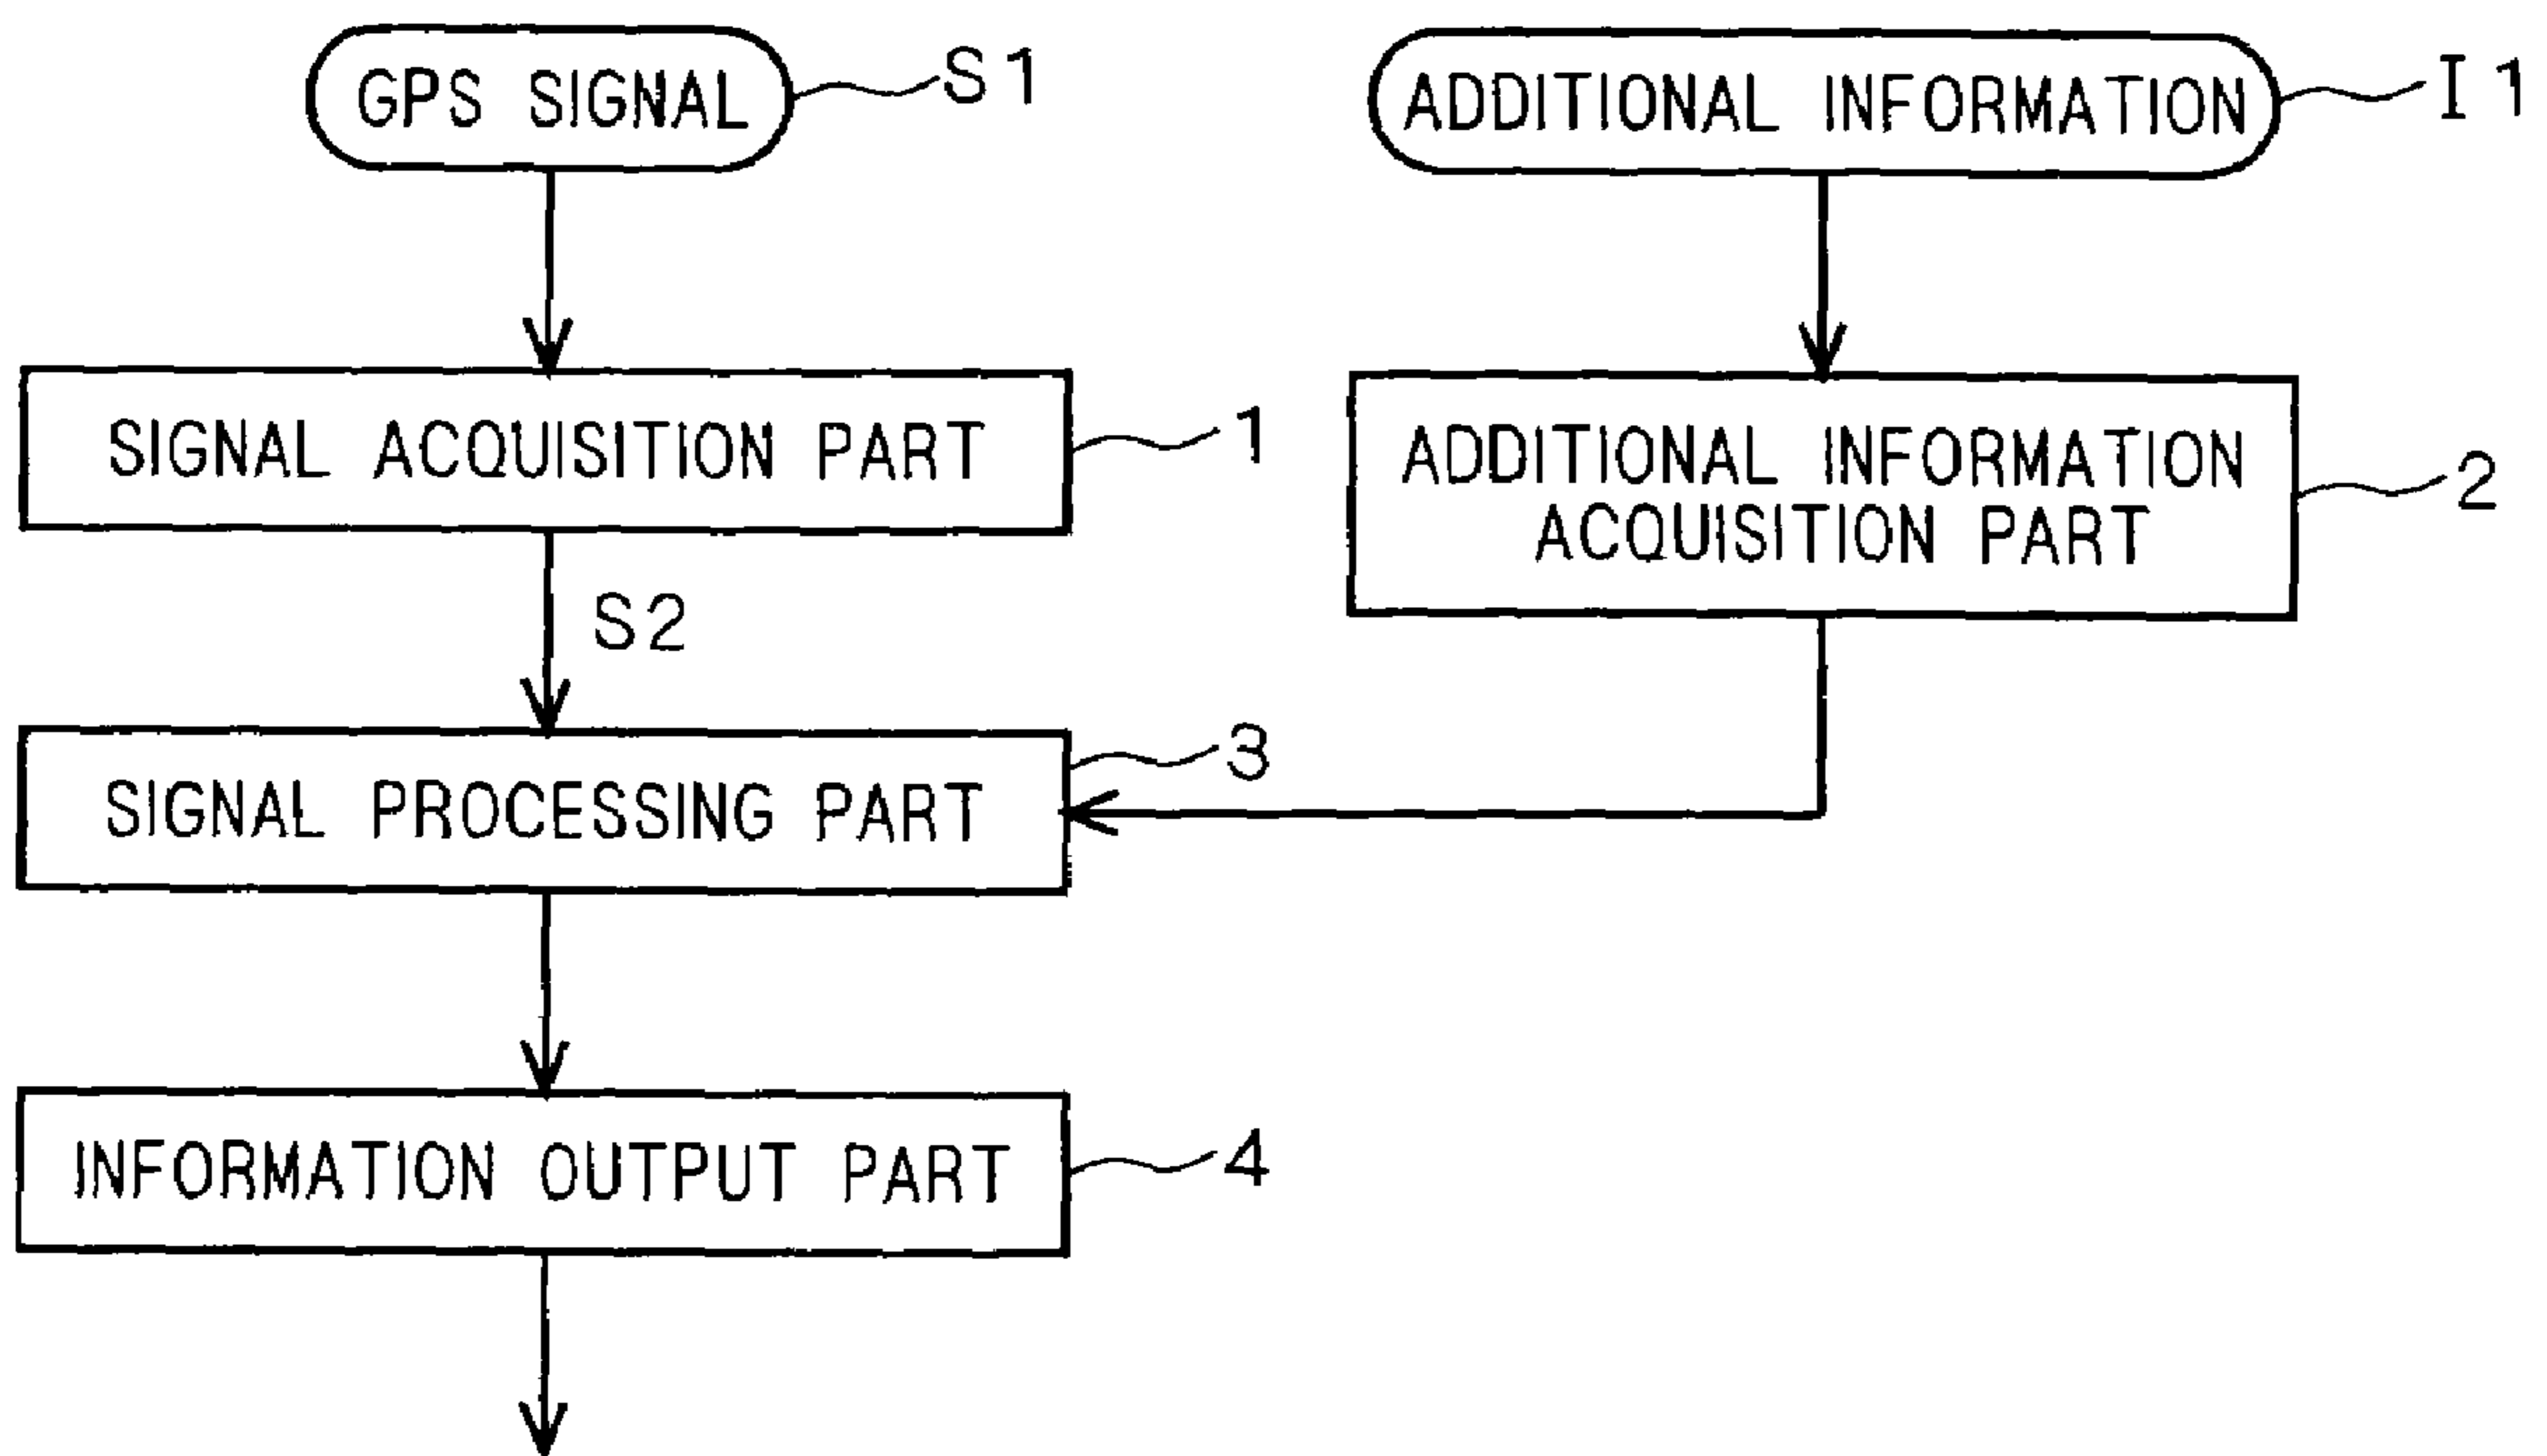 GPS SIGNAL
S1
ADDITIONAL INFORMATION
I1
SIGNAL ACQUISITION PART
1
ADDITIONAL INFORMATION
ACQUISITION PART
2
S2
SIGNAL PROCESSING PART
3
INFORMATION OUTPUT PART
4